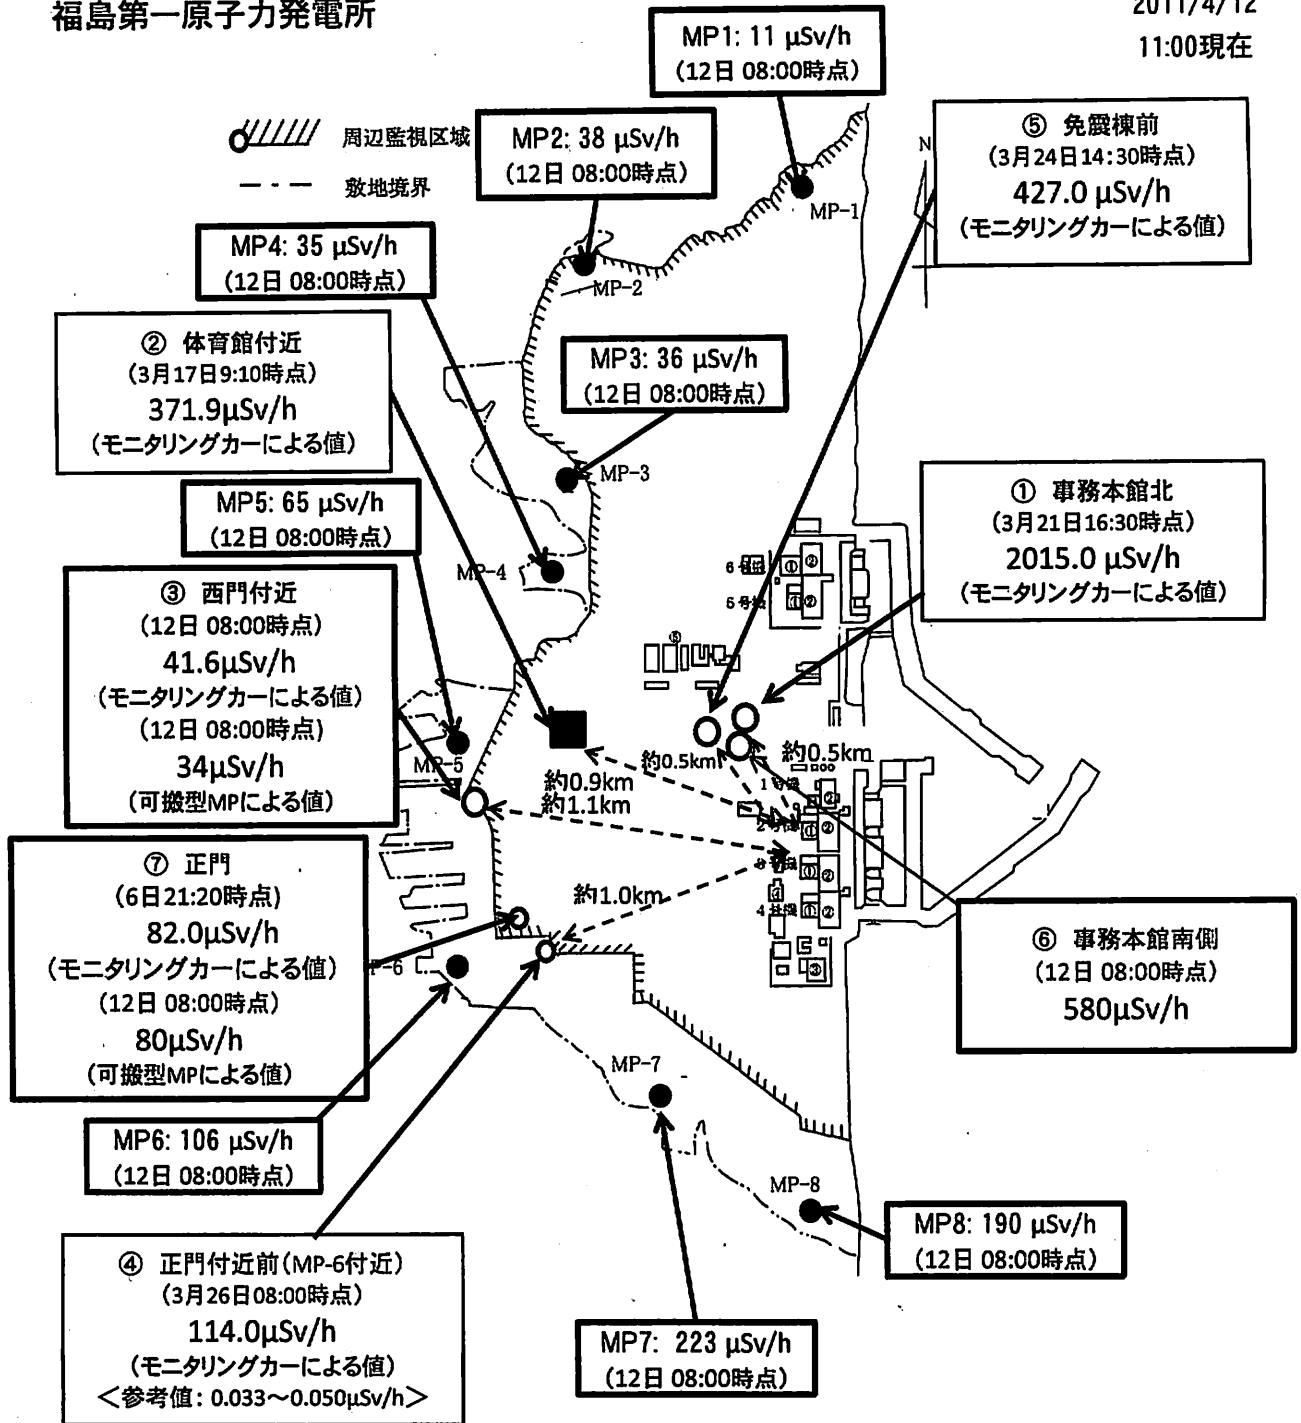 福島第一原子力発電所
2011/4/12
11:00現在
周辺監視区域
敷地境界
MP1: 11 μSv/h
(12日 08:00時点)
MP2: 38 μSv/h
(12日 08:00時点)
⑤ 免震棟前
(3月24日14:30時点)
427.0 μSv/h
(モニタリングカーによる値)
N
MP-1
MP4: 35 μSv/h
(12日 08:00時点)
MP-2
② 体育館付近
(3月17日9:10時点)
371.9μSv/h
(モニタリングカーによる値)
MP3: 36 μSv/h
(12日 08:00時点)
MP-3
① 事務本館北
(3月21日16:30時点)
2015.0 μSv/h
(モニタリングカーによる値)
MP5: 65 μSv/h
(12日 08:00時点)
MP-4
6号機
① ②
5号機
① ②
③ 西門付近
(12日 08:00時点)
41.6μSv/h
(モニタリングカーによる値)
(12日 08:00時点)
34μSv/h
(可搬型MPによる値)
MP-5
約0.5km
約0.5km
約0.9km
約1.1km
1号機
②
2号機
① ②
3号機
① ②
4号機
① ②
④
③
約1.0km
⑦ 正門
(6日21:20時点)
82.0μSv/h
(モニタリングカーによる値)
(12日 08:00時点)
80μSv/h
(可搬型MPによる値)
P-6
⑥ 事務本館南側
(12日 08:00時点)
580μSv/h
MP-7
MP6: 106 μSv/h
(12日 08:00時点)
MP-8
MP8: 190 μSv/h
(12日 08:00時点)
④ 正門付近前(MP-6付近)
(3月26日08:00時点)
114.0μSv/h
(モニタリングカーによる値)
<参考値: 0.033～0.050μSv/h>
MP7: 223 μSv/h
(12日 08:00時点)